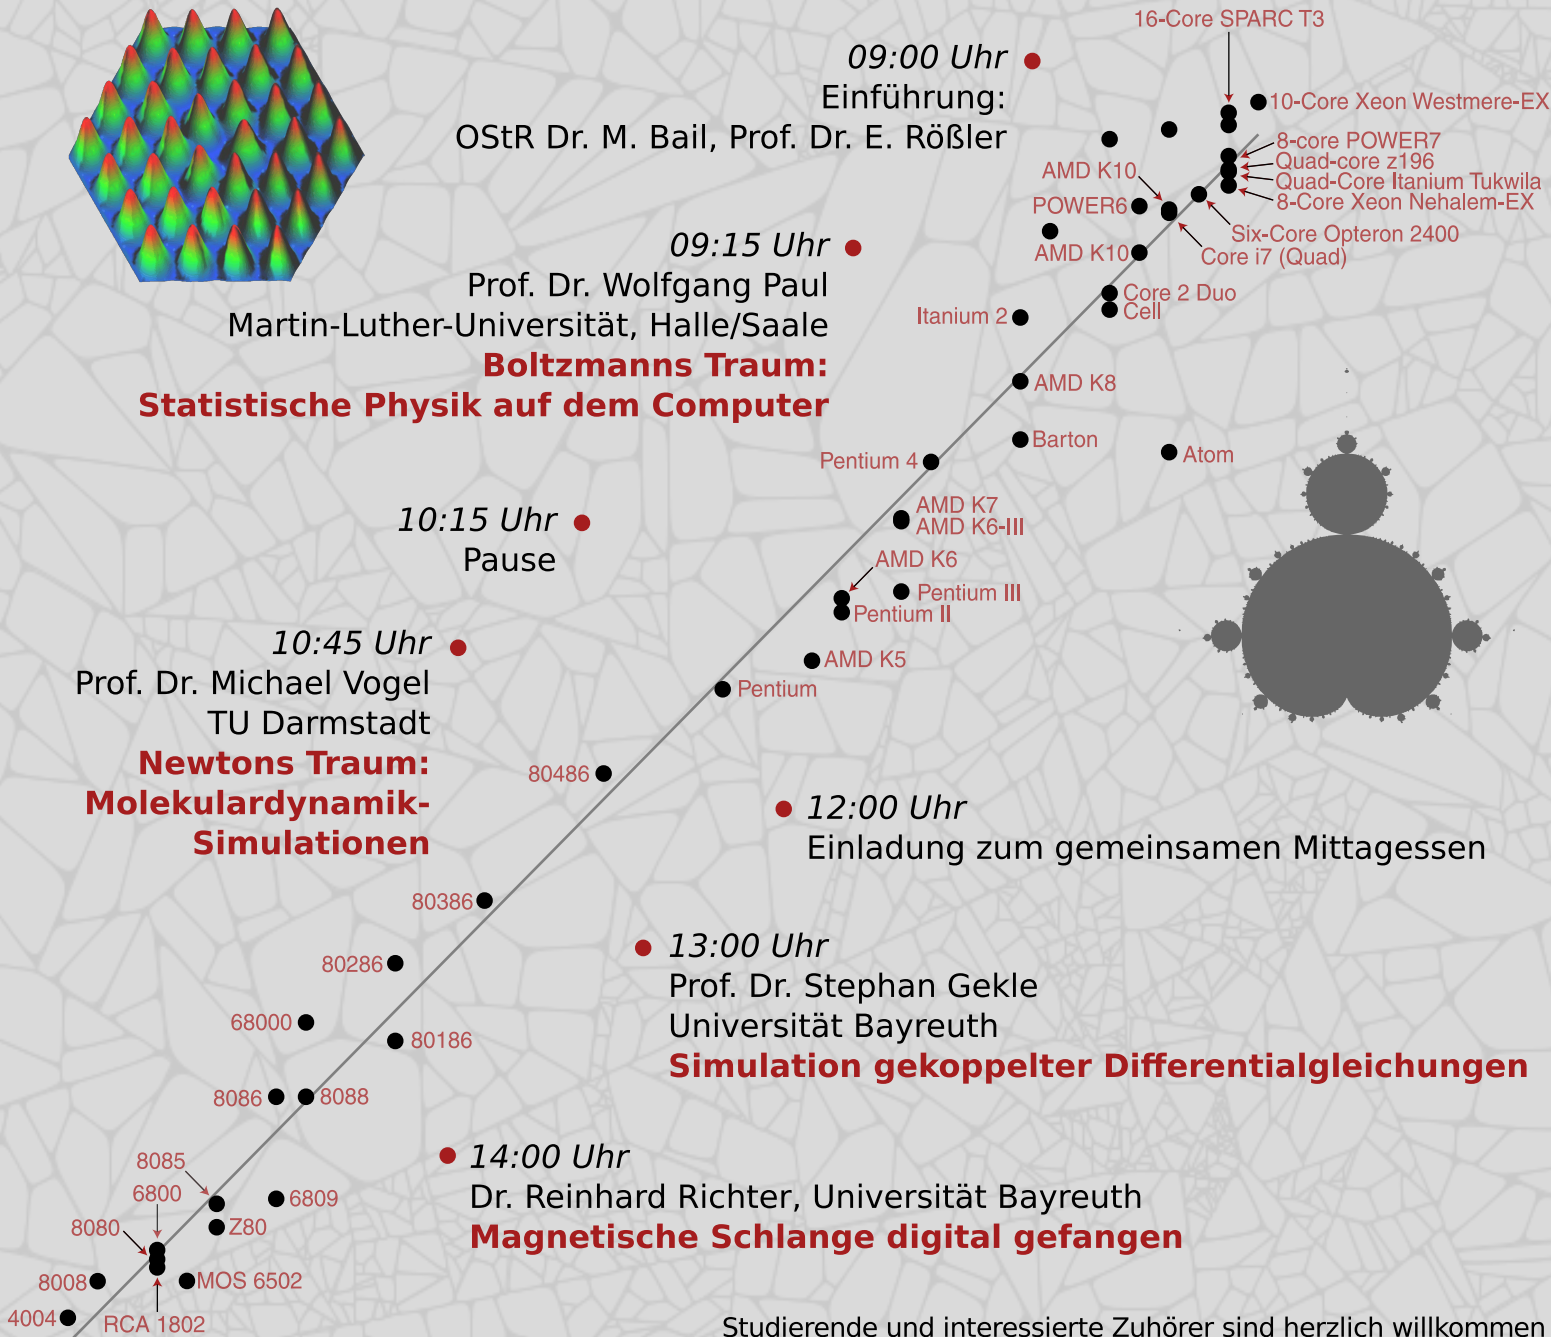 16-Core SPARC T3
09:00 Uhr
Einführung:
OStR Dr. M. Bail, Prof. Dr. E. Rößler
10-Core Xeon Westmere-EX
8-core POWER7
Quad-core z196
Quad-Core Itanium Tukwila
8-Core Xeon Nehalem-EX
AMD K10
POWER6
Six-Core Opteron 2400
Core i7 (Quad)
AMD K10
09:15 Uhr
Prof. Dr. Wolfgang Paul
Martin-Luther-Universität, Halle/Saale
Boltzmanns Traum:
Statistische Physik auf dem Computer
Core 2 Duo
Cell
Itanium 2
AMD K8
Barton
Atom
Pentium 4
AMD K7
AMD K6-III
10:15 Uhr
Pause
AMD K6
Pentium III
Pentium II
AMD K5
Pentium
10:45 Uhr
Prof. Dr. Michael Vogel
TU Darmstadt
Newtons Traum:
Molekulardynamik-
Simulationen
80486
12:00 Uhr
Einladung zum gemeinsamen Mittagessen
80386
80286
68000
80186
13:00 Uhr
Prof. Dr. Stephan Gekle
Universität Bayreuth
Simulation gekoppelter Differentialgleichungen
8086
8088
14:00 Uhr
Dr. Reinhard Richter, Universität Bayreuth
Magnetische Schlange digital gefangen
8085
6800
6809
8080
Z80
8008
MOS 6502
4004
RCA 1802
Studierende und interessierte Zuhörer sind herzlich willkommen